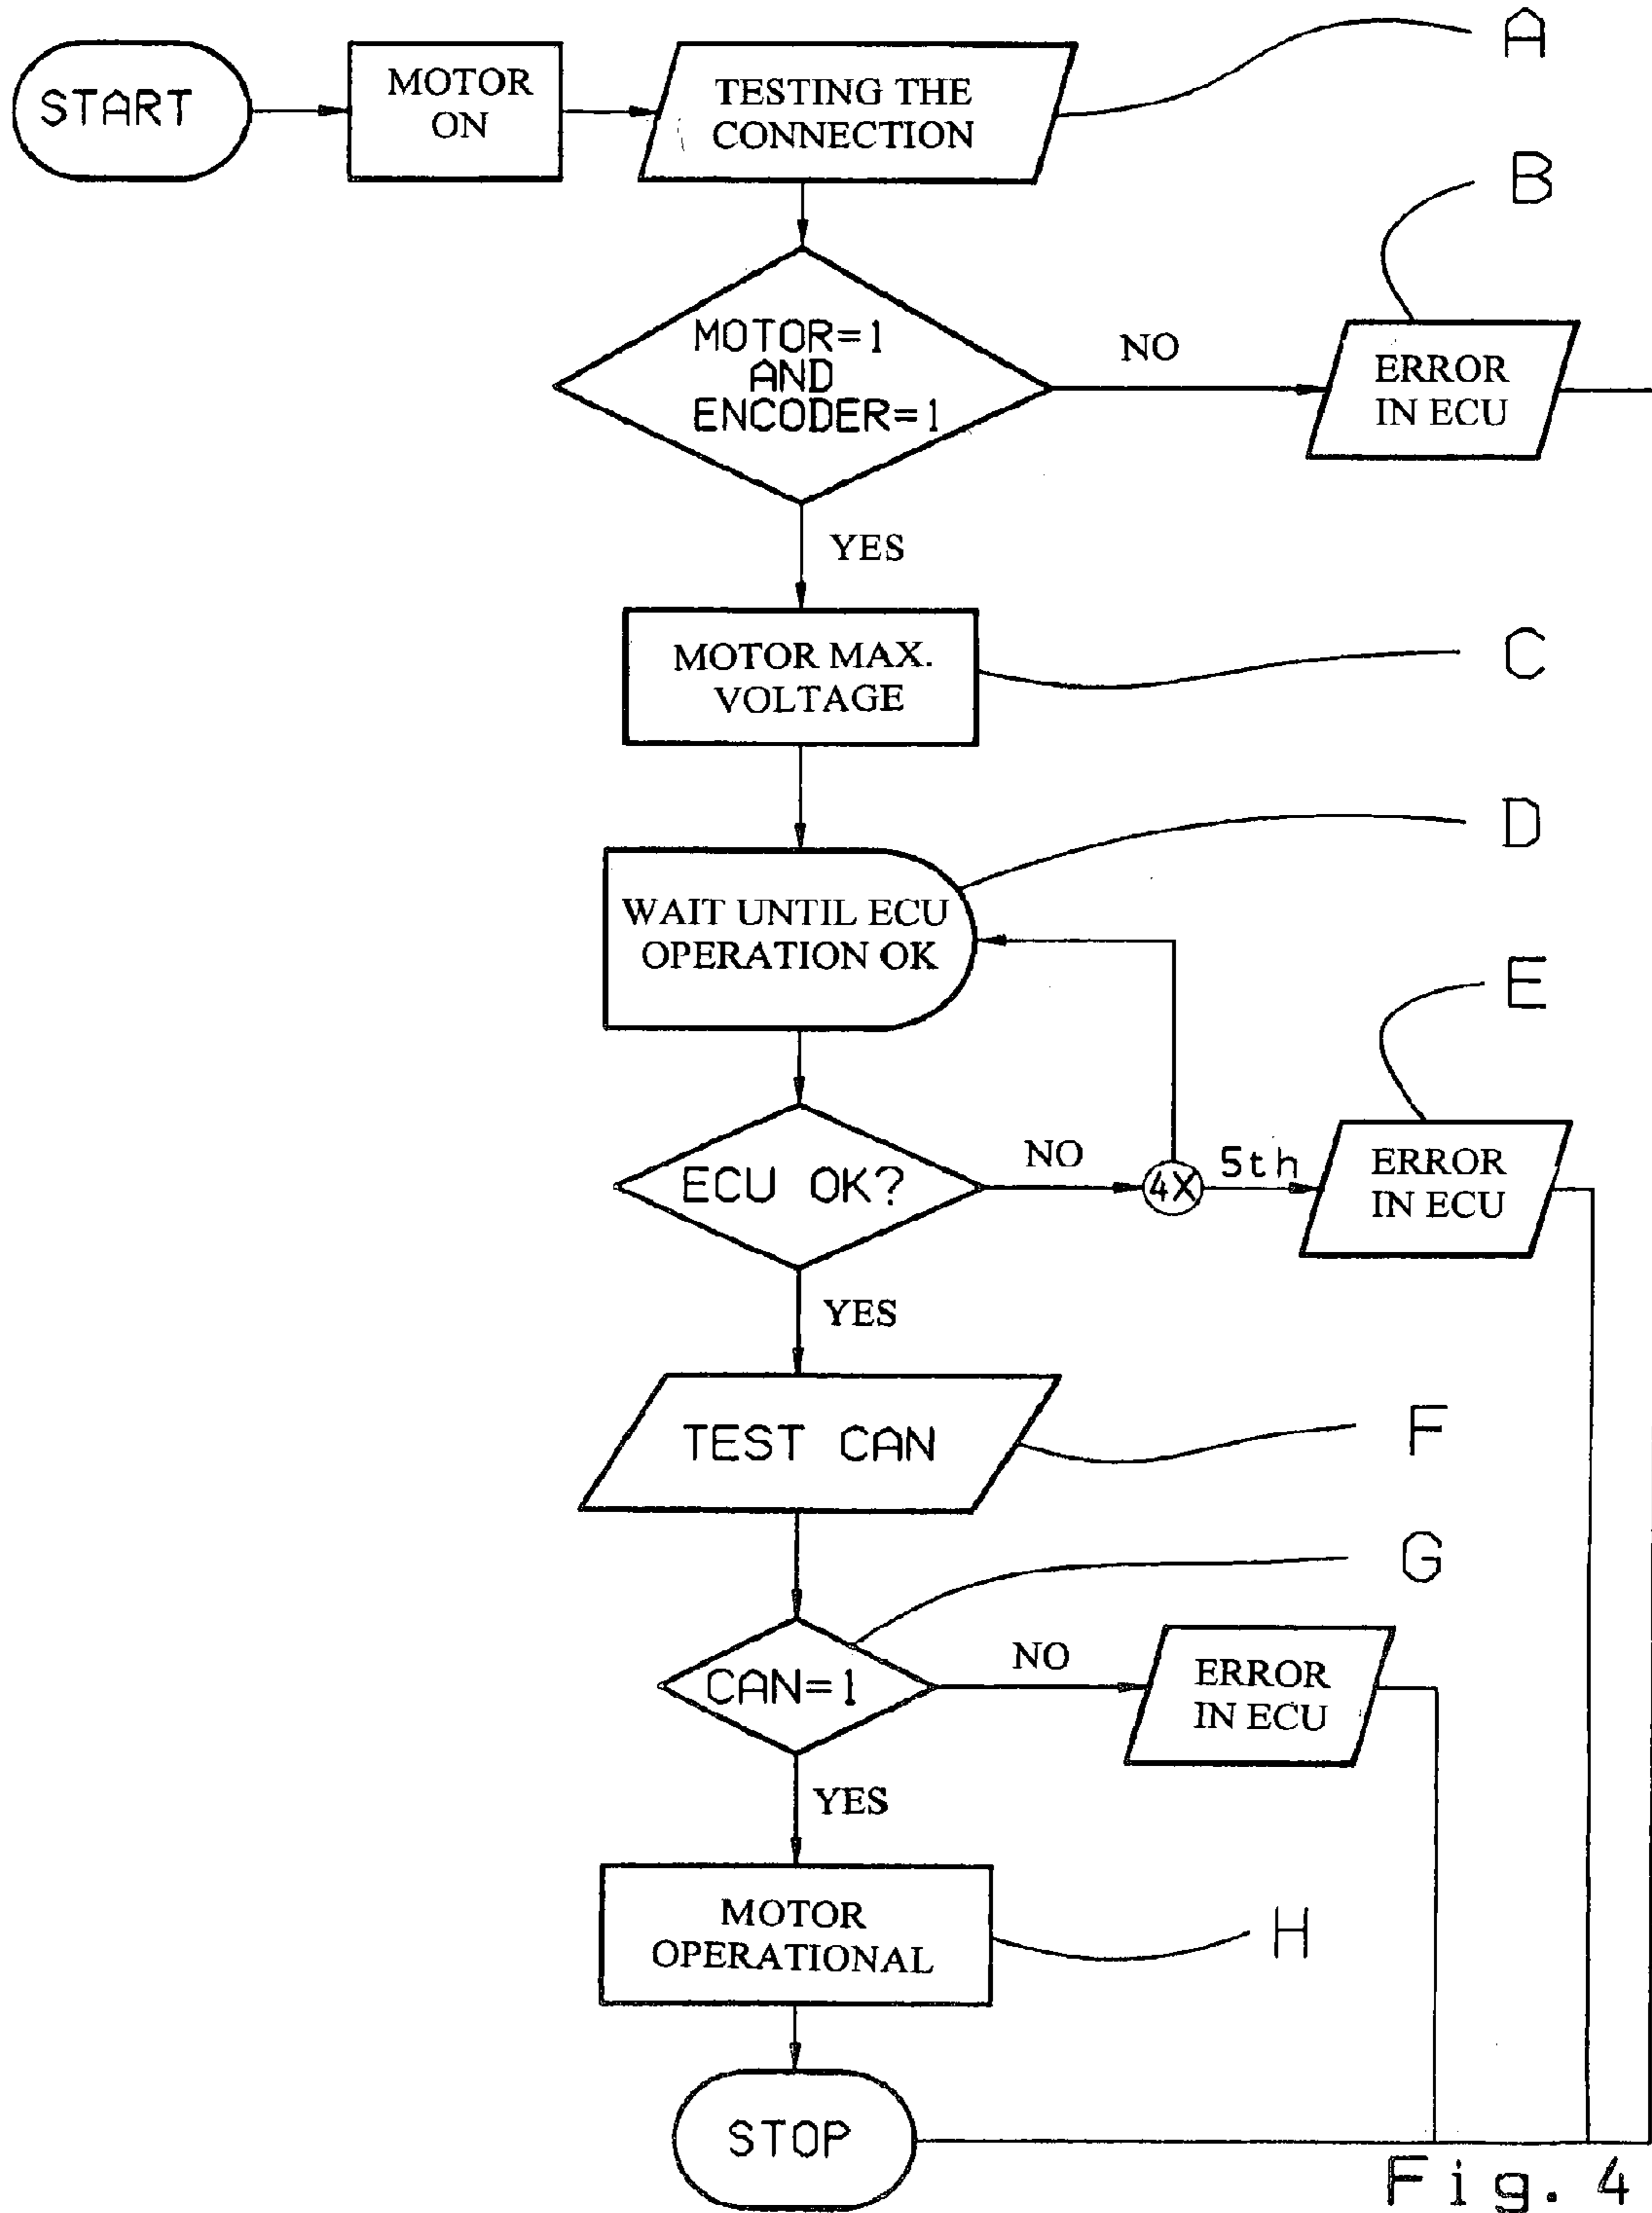 START
MOTOR
ON
TESTING THE
CONNECTION
A
B
MOTOR=1
AND
ENCODER=1
NO
ERROR
IN ECU
YES
MOTOR MAX.
VOLTAGE
C
D
WAIT UNTIL ECU
OPERATION OK
E
ECU OK?
NO
4X
5th
ERROR
IN ECU
YES
TEST CAN
F
G
CAN=1
NO
ERROR
IN ECU
YES
MOTOR
OPERATIONAL
H
STOP
Fig. 4